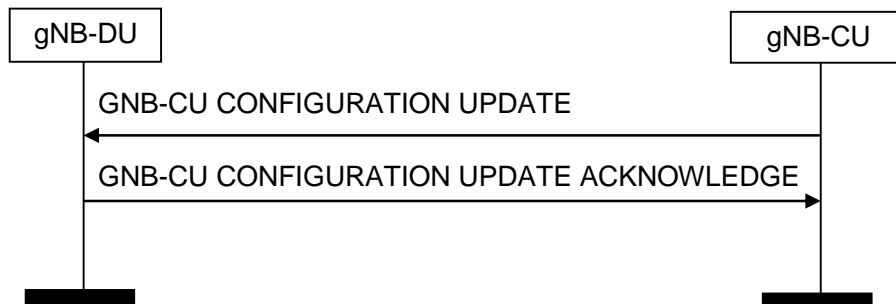 gNB-DU
gNB-CU
GNB-CU CONFIGURATION UPDATE
GNB-CU CONFIGURATION UPDATE ACKNOWLEDGE